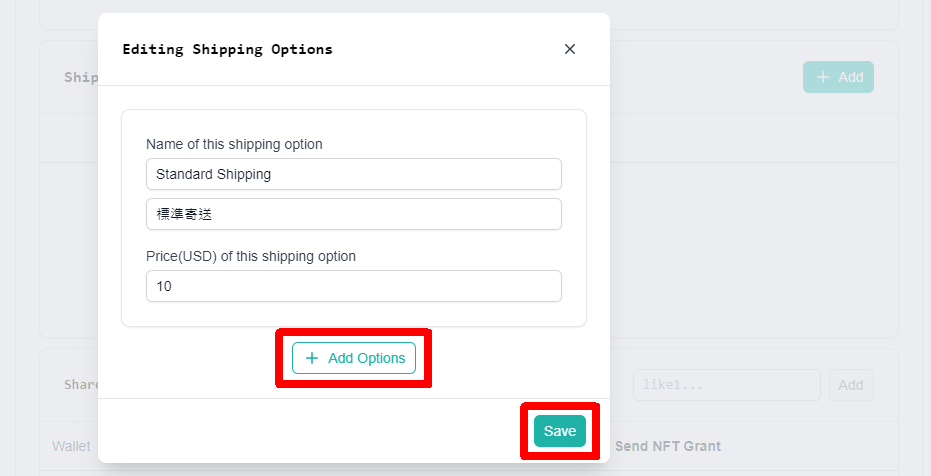 Editing Shipping Options
Ship
+ Add
Name of this shipping option
Standard Shipping
標準寄送
Price(USD) of this shipping option
10
+ Add Options
Share
like1...
Add
Save
Wallet
Send NFT Grant